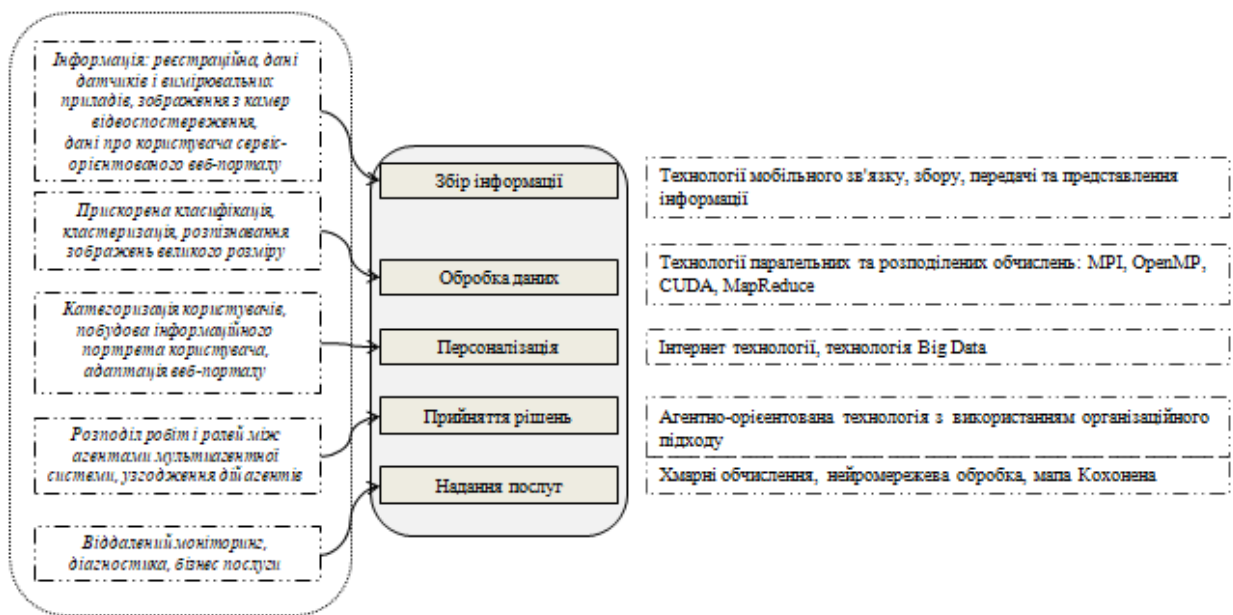 Інформація: реєстраційна, дані
датчиків і вимірювальних
приладів, зображення з камер
відеоспостереження,
дані про користувача сервіс-
орієнтованого веб-порталу
Прискорена класифікація,
кластеризація, розпізнавання
зображень великого розміру
Категоризація користувачів,
побудова інформаційного
портрета користувача,
адаптація веб-порталу
Розподіл робіт і ролей між
агентами мультиагентної
системи, узгодження дій агентів
Віддалений моніторинг,
діагностика, бізнес послуги
Збір інформації
Обробка даних
Персоналізація
Прийняття рішень
Надання послуг
Технології мобільного зв'язку, збору, передачі та представлення
інформації
Технології паралельних та розподілених обчислень: MPI, OpenMP,
CUDA, MapReduce
Інтернет технології, технологія Big Data
Агентно-орієнтована технологія з використанням організаційного
підходу
Хмарні обчислення, нейромережева обробка, мапа Кохонена